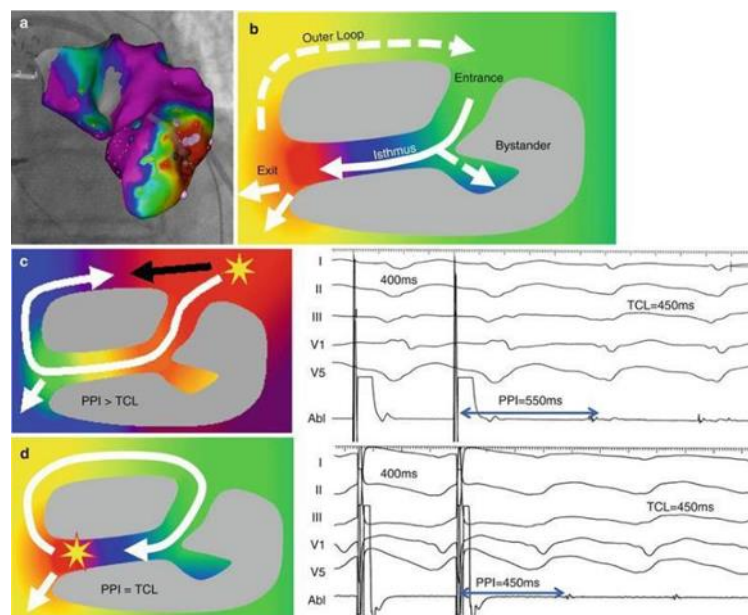 a
b
Outer Loop
Entrance
Isthmus
Bystander
Exit
c
PPI > TCL
I
400ms
II
TCL=450ms
III
V1
V5
PPI=550ms
Abl
d
PPI = TCL
I
400ms
II
TCL=450ms
III
V1
V5
PPI=450ms
Abl